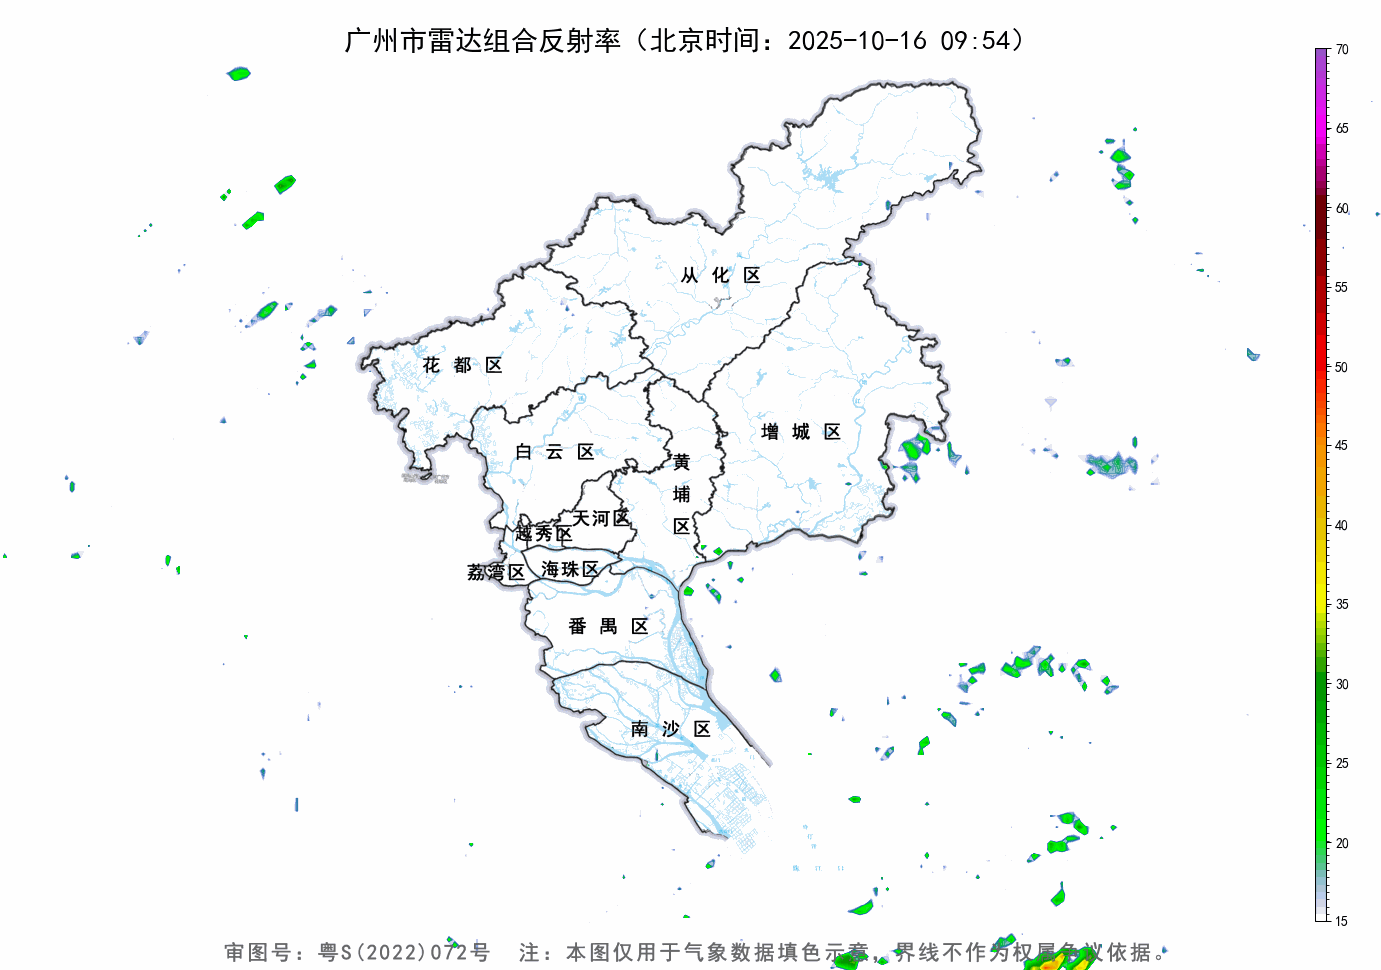 广州市雷达组合反射率（北京时间：2025-10-16 09:54）
70
65
60
55
50
45
40
35
30
25
20
15
从化区
花都区
增城区
白云区
黄埔区
天河区
越秀区
荔湾区
海珠区
番禺区
南沙区
审图号：粤S(2022)072号 注：本图仅用于气象数据填色示意，界线不作为权属争议依据。